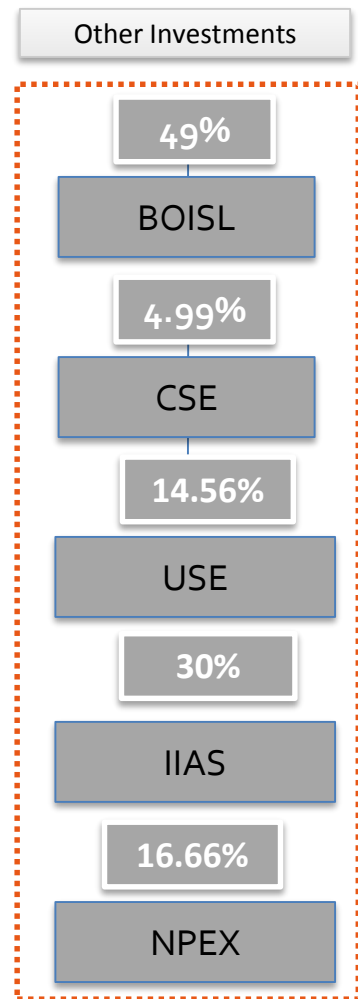 Other Investments
49%
BOISL
4.99%
CSE
14.56%
USE
30%
IIAS
16.66%
NPEX